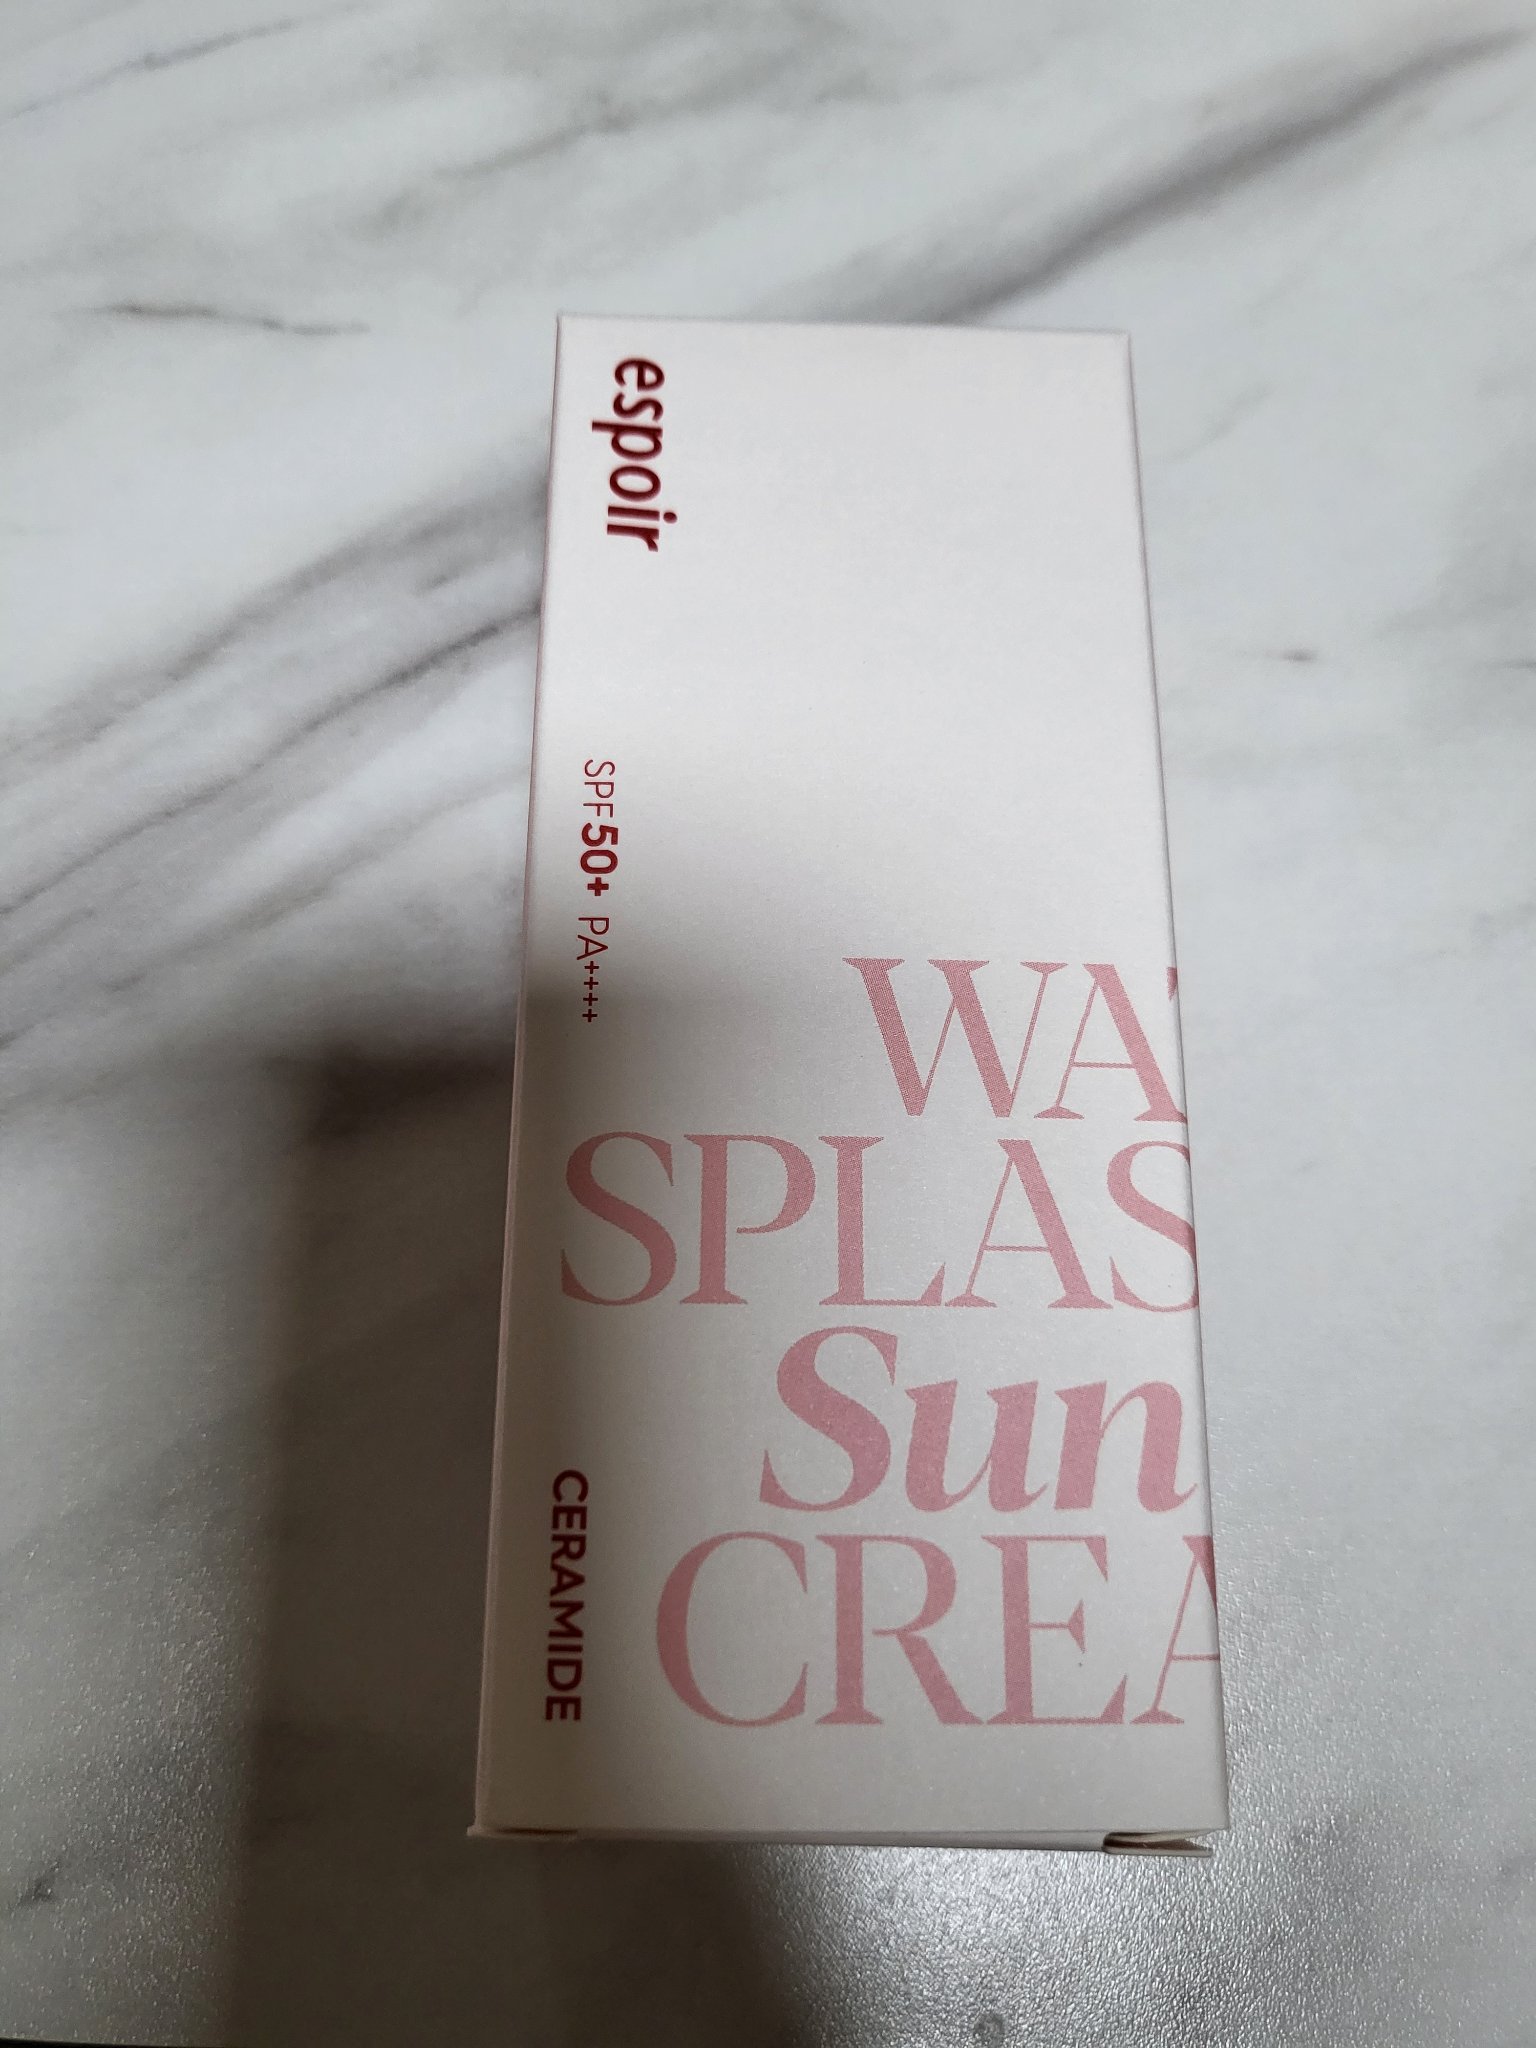 espoir
SPF50+ PA++++
WA
SPLAS
Sun
CREA
CERAMIDE